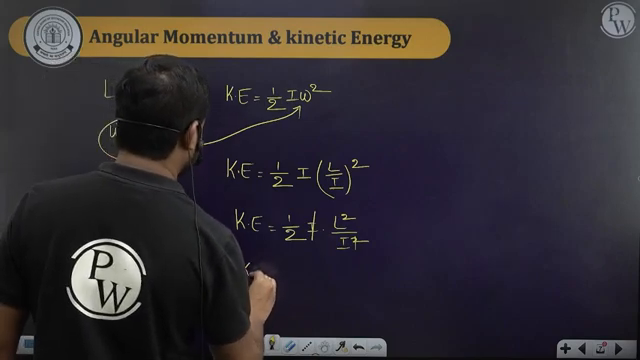 PW
Angular Momentum & kinetic Energy
L
K.E = 1/2 Iω²
ω
K.E = 1/2 I (L/I)²
K.E = 1/2 I · L²/I²
K
PW